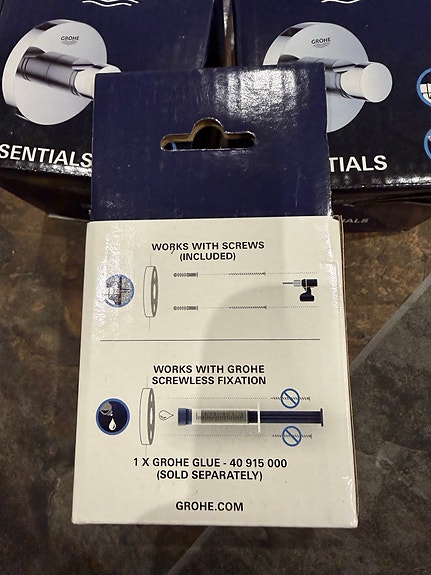 GROHE
GROHE
SENTIALS
IALS
WORKS WITH SCREWS
(INCLUDED)
WORKS WITH GROHE
SCREWLESS FIXATION
1 X GROHE GLUE - 40 915 000
(SOLD SEPARATELY)
GROHE.COM